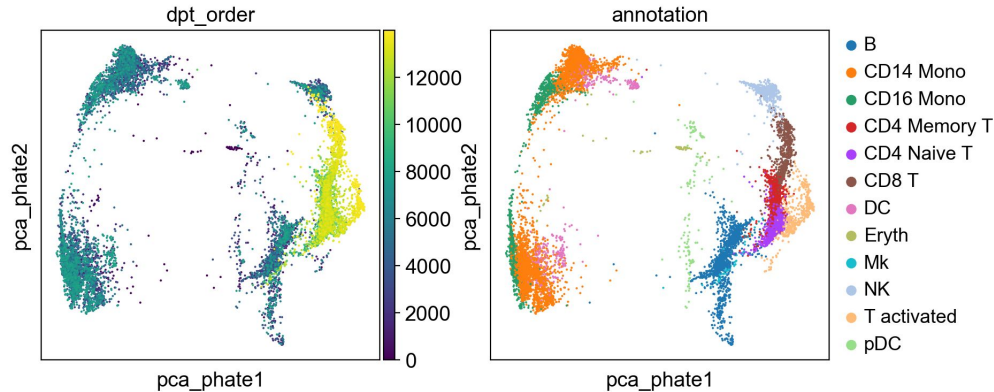 dpt_order
pca_phate2
pca_phate1
12000
10000
8000
6000
4000
2000
0
annotation
pca_phate2
pca_phate1
B
CD14 Mono
CD16 Mono
CD4 Memory T
CD4 Naive T
CD8 T
DC
Eryth
Mk
NK
T activated
pDC